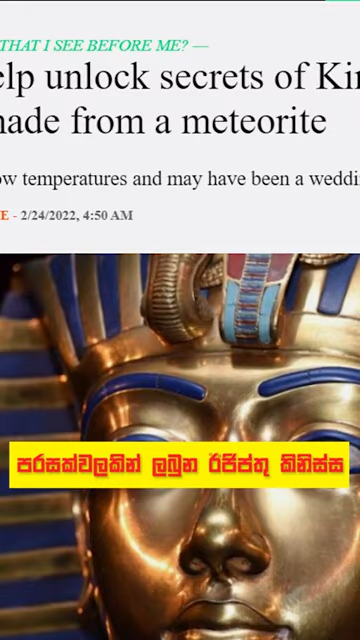 THAT I SEE BEFORE ME? —
elp unlock secrets of Ki
made from a meteorite
ow temperatures and may have been a weddi
E - 2/24/2022, 4:50 AM
පරසක්වලකින් ලබුන ඊජිප්තු කිනිස්ස